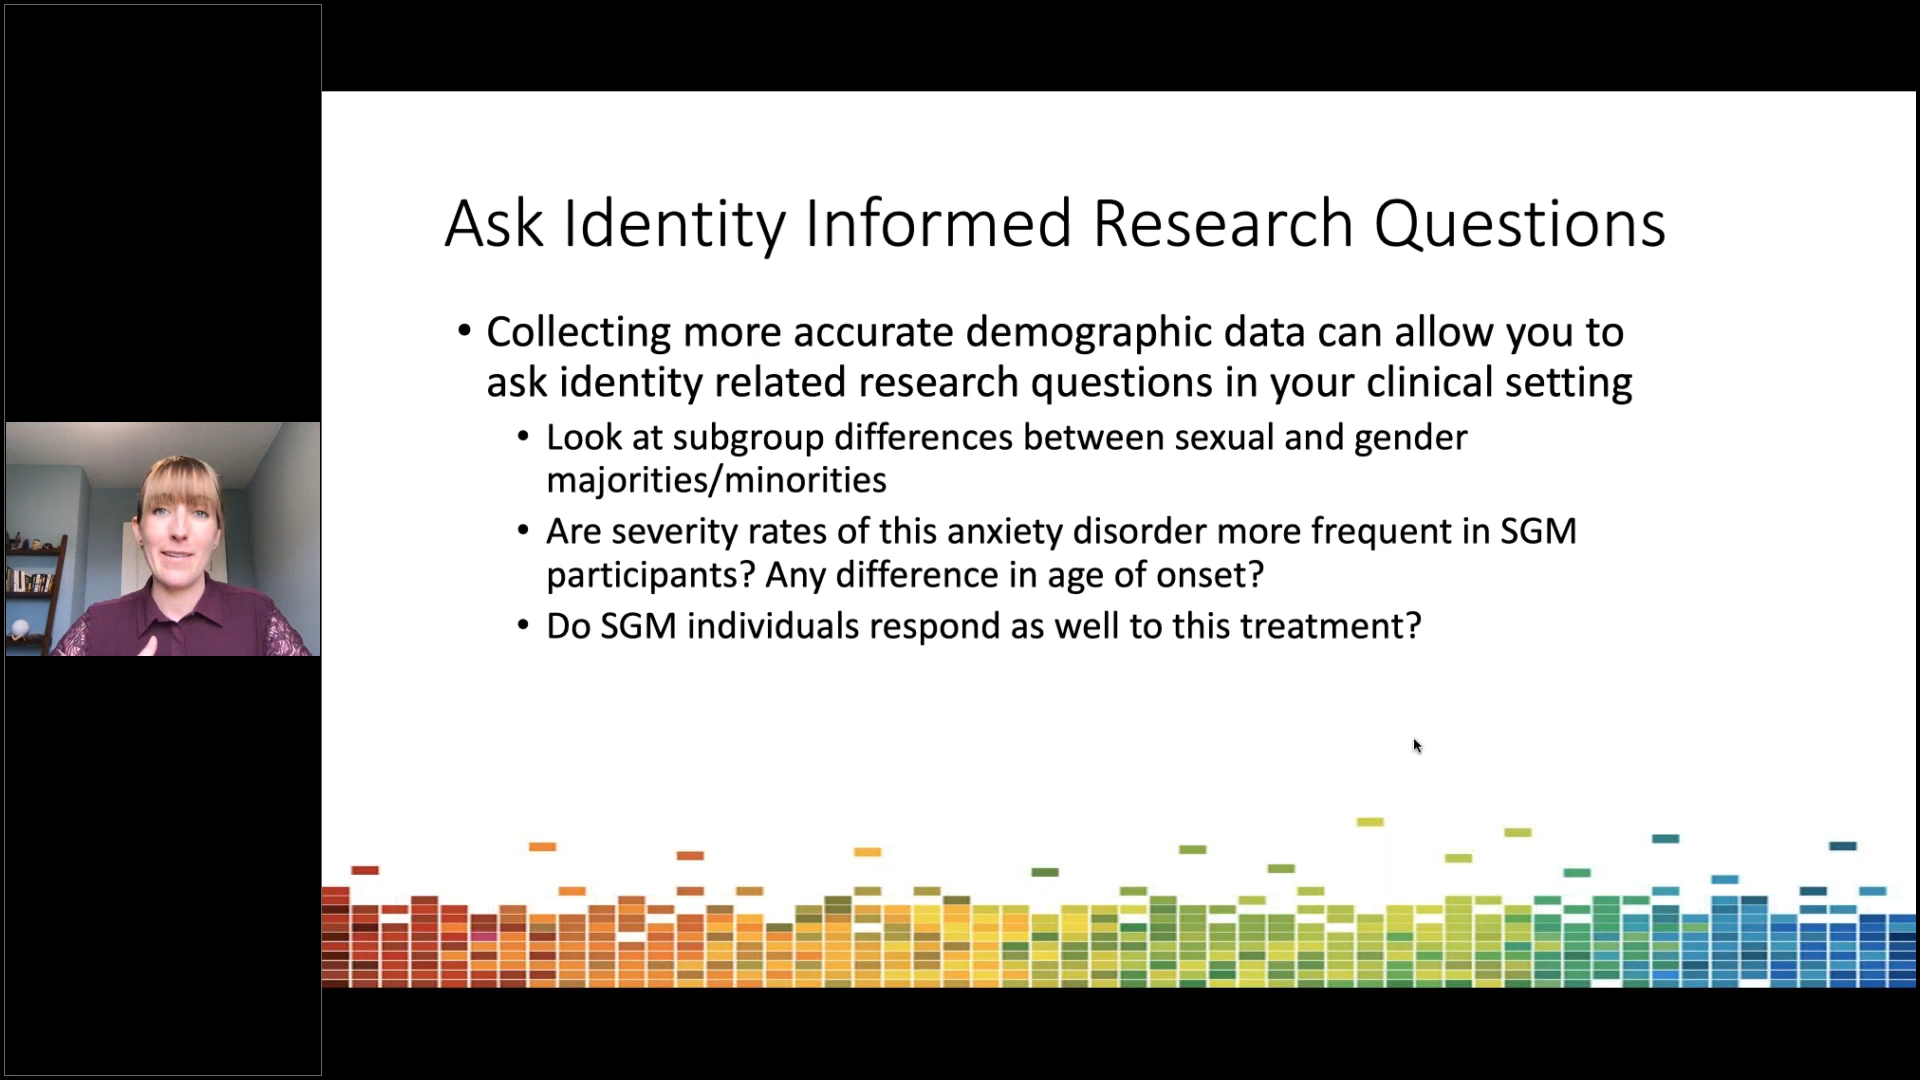 Ask Identity Informed Research Questions
• Collecting more accurate demographic data can allow you to
ask identity related research questions in your clinical setting
• Look at subgroup differences between sexual and gender
majorities/minorities
• Are severity rates of this anxiety disorder more frequent in SGM
participants? Any difference in age of onset?
• Do SGM individuals respond as well to this treatment?